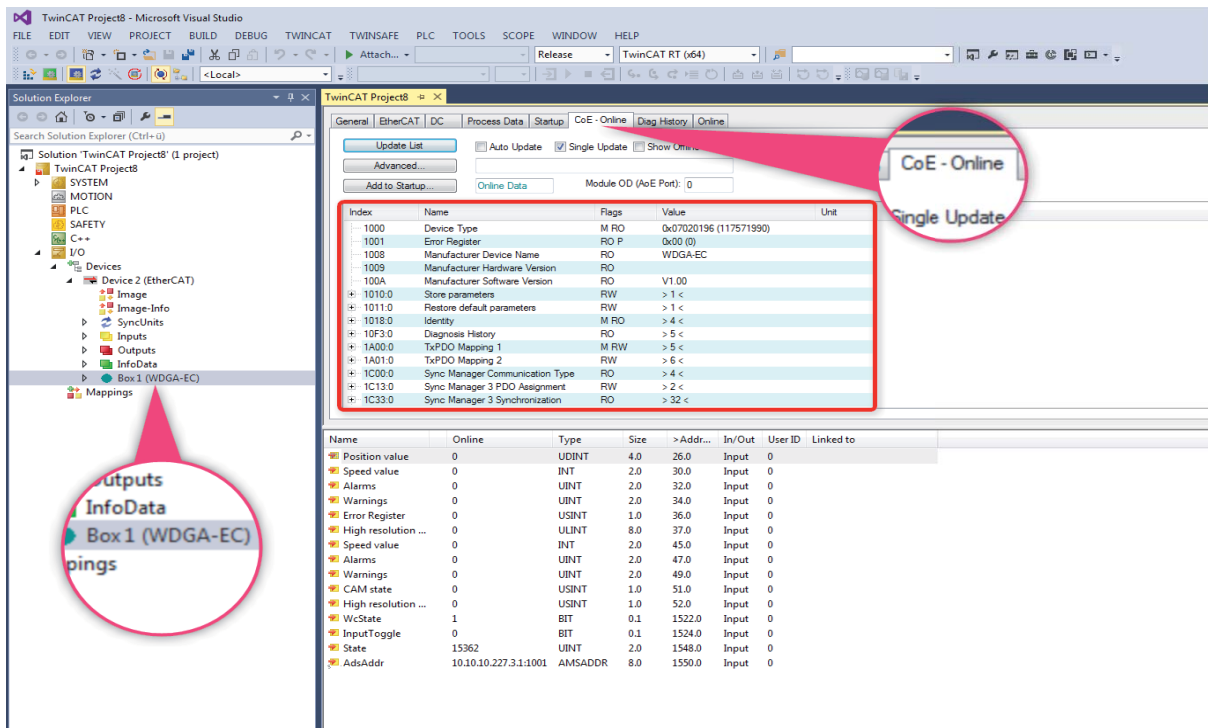 TwinCAT Project8 - Microsoft Visual Studio
FILE EDIT VIEW PROJECT BUILD DEBUG TWINCAT TWINSAFE PLC TOOLS SCOPE WINDOW HELP
Attach... Release TwinCAT RT (x64)
<Local>
Solution Explorer
Search Solution Explorer (Ctrl+ü)
Solution 'TwinCAT Project8' (1 project)
TwinCAT Project8
SYSTEM
MOTION
PLC
SAFETY
C++
I/O
Devices
Device 2 (EtherCAT)
Image
Image-Info
SyncUnits
Inputs
Outputs
InfoData
Box 1 (WDGA-EC)
Mappings
utputs
InfoData
Box 1 (WDGA-EC)
pings
TwinCAT Project8
General EtherCAT DC Process Data Startup CoE - Online Diag History Online
Update List Auto Update Single Update Show Offline
Advanced...
Add to Startup... Online Data Module OD (AoE Port): 0
CoE - Online
Single Update
Index Name Flags Value Unit
1000 Device Type M RO 0x07020196 (117571990)
1001 Error Register RO P 0x00 (0)
1008 Manufacturer Device Name RO WDGA-EC
1009 Manufacturer Hardware Version RO
100A Manufacturer Software Version RO V1.00
1010:0 Store parameters RW > 1 <
1011:0 Restore default parameters RW > 1 <
1018:0 Identity M RO > 4 <
10F3:0 Diagnosis History RO > 5 <
1A00:0 TxPDO Mapping 1 M RW > 5 <
1A01:0 TxPDO Mapping 2 RW > 6 <
1C00:0 Sync Manager Communication Type RO > 4 <
1C13:0 Sync Manager 3 PDO Assignment RW > 2 <
1C33:0 Sync Manager 3 Synchronization RO > 32 <
Name Online Type Size >Addr... In/Out User ID Linked to
Position value 0 UDINT 4.0 26.0 Input 0
Speed value 0 INT 2.0 30.0 Input 0
Alarms 0 UINT 2.0 32.0 Input 0
Warnings 0 UINT 2.0 34.0 Input 0
Error Register 0 USINT 1.0 36.0 Input 0
High resolution ... 0 ULINT 8.0 37.0 Input 0
Speed value 0 INT 2.0 45.0 Input 0
Alarms 0 UINT 2.0 47.0 Input 0
Warnings 0 UINT 2.0 49.0 Input 0
CAM state 0 USINT 1.0 51.0 Input 0
High resolution ... 0 USINT 1.0 52.0 Input 0
WcState 1 BIT 0.1 1522.0 Input 0
InputToggle 0 BIT 0.1 1524.0 Input 0
State 15362 UINT 2.0 1548.0 Input 0
AdsAddr 10.10.10.227.3.1:1001 AMSADDR 8.0 1550.0 Input 0